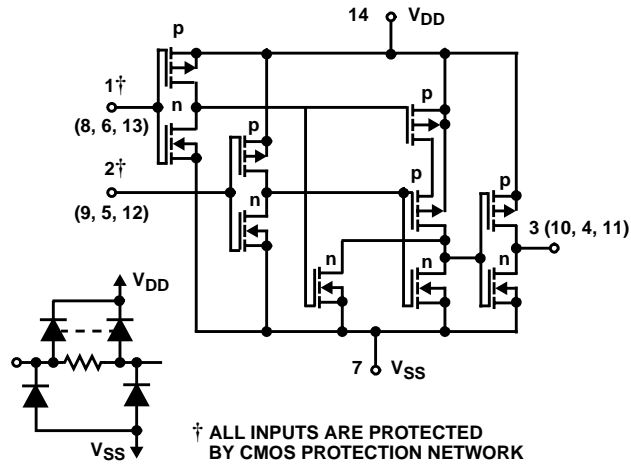 14 V_DD
p
1†
n
(8, 6, 13)
p
p
2†
p
p
n
(9, 5, 12)
3 (10, 4, 11)
n
n
n
V_DD
7 V_SS
V_SS
† ALL INPUTS ARE PROTECTED
BY CMOS PROTECTION NETWORK